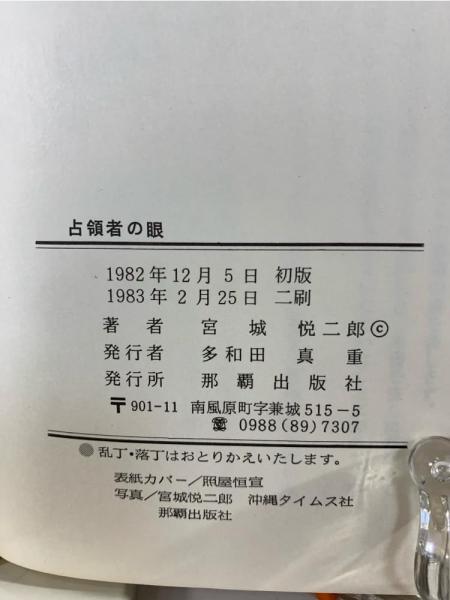 占領者の眼
1982年12月5日 初版
1983年2月25日 二刷
著者 宮城 悦二郎©
発行者 多和田 真重
発行所 那覇出版社
〒901-11 南風原町字兼城515-5
☎ 0988(89)7307
●乱丁・落丁はおとりかえいたします。
表紙カバー/照屋恒宣
写真/宮城悦二郎 沖縄タイムス社
那覇出版社